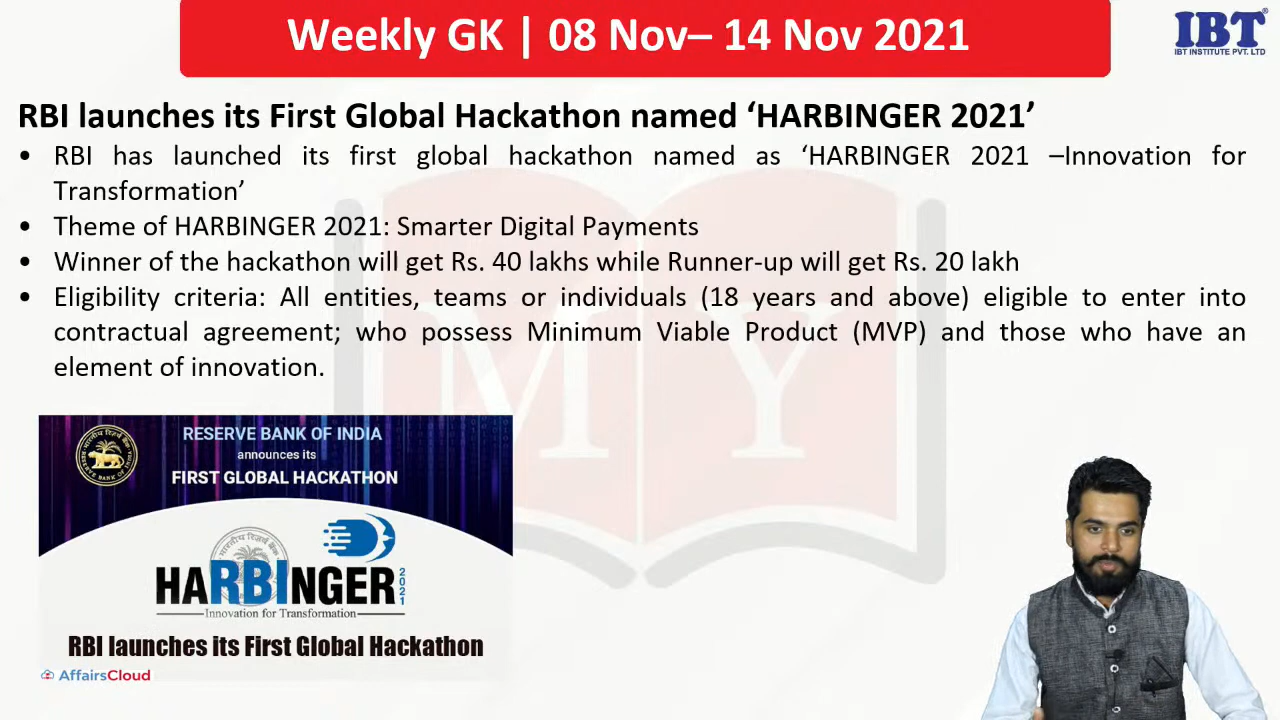 Weekly GK | 08 Nov– 14 Nov 2021
IBT®
IBT INSTITUTE PVT. LTD
RBI launches its First Global Hackathon named ‘HARBINGER 2021’
• RBI has launched its first global hackathon named as ‘HARBINGER 2021 –Innovation for
Transformation’
• Theme of HARBINGER 2021: Smarter Digital Payments
• Winner of the hackathon will get Rs. 40 lakhs while Runner-up will get Rs. 20 lakh
• Eligibility criteria: All entities, teams or individuals (18 years and above) eligible to enter into
contractual agreement; who possess Minimum Viable Product (MVP) and those who have an
element of innovation.
M Y
RESERVE BANK OF INDIA
announces its
FIRST GLOBAL HACKATHON
HARBINGER 2021
Innovation for Transformation
RBI launches its First Global Hackathon
AffairsCloud